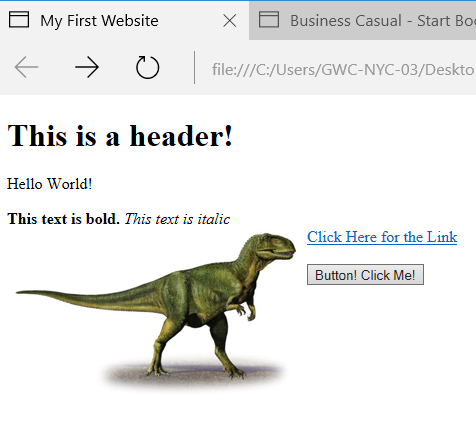 My First Website
Business Casual - Start Boo
file:///C:/Users/GWC-NYC-03/Deskto
This is a header!
Hello World!
This text is bold. This text is italic
Click Here for the Link
Button! Click Me!